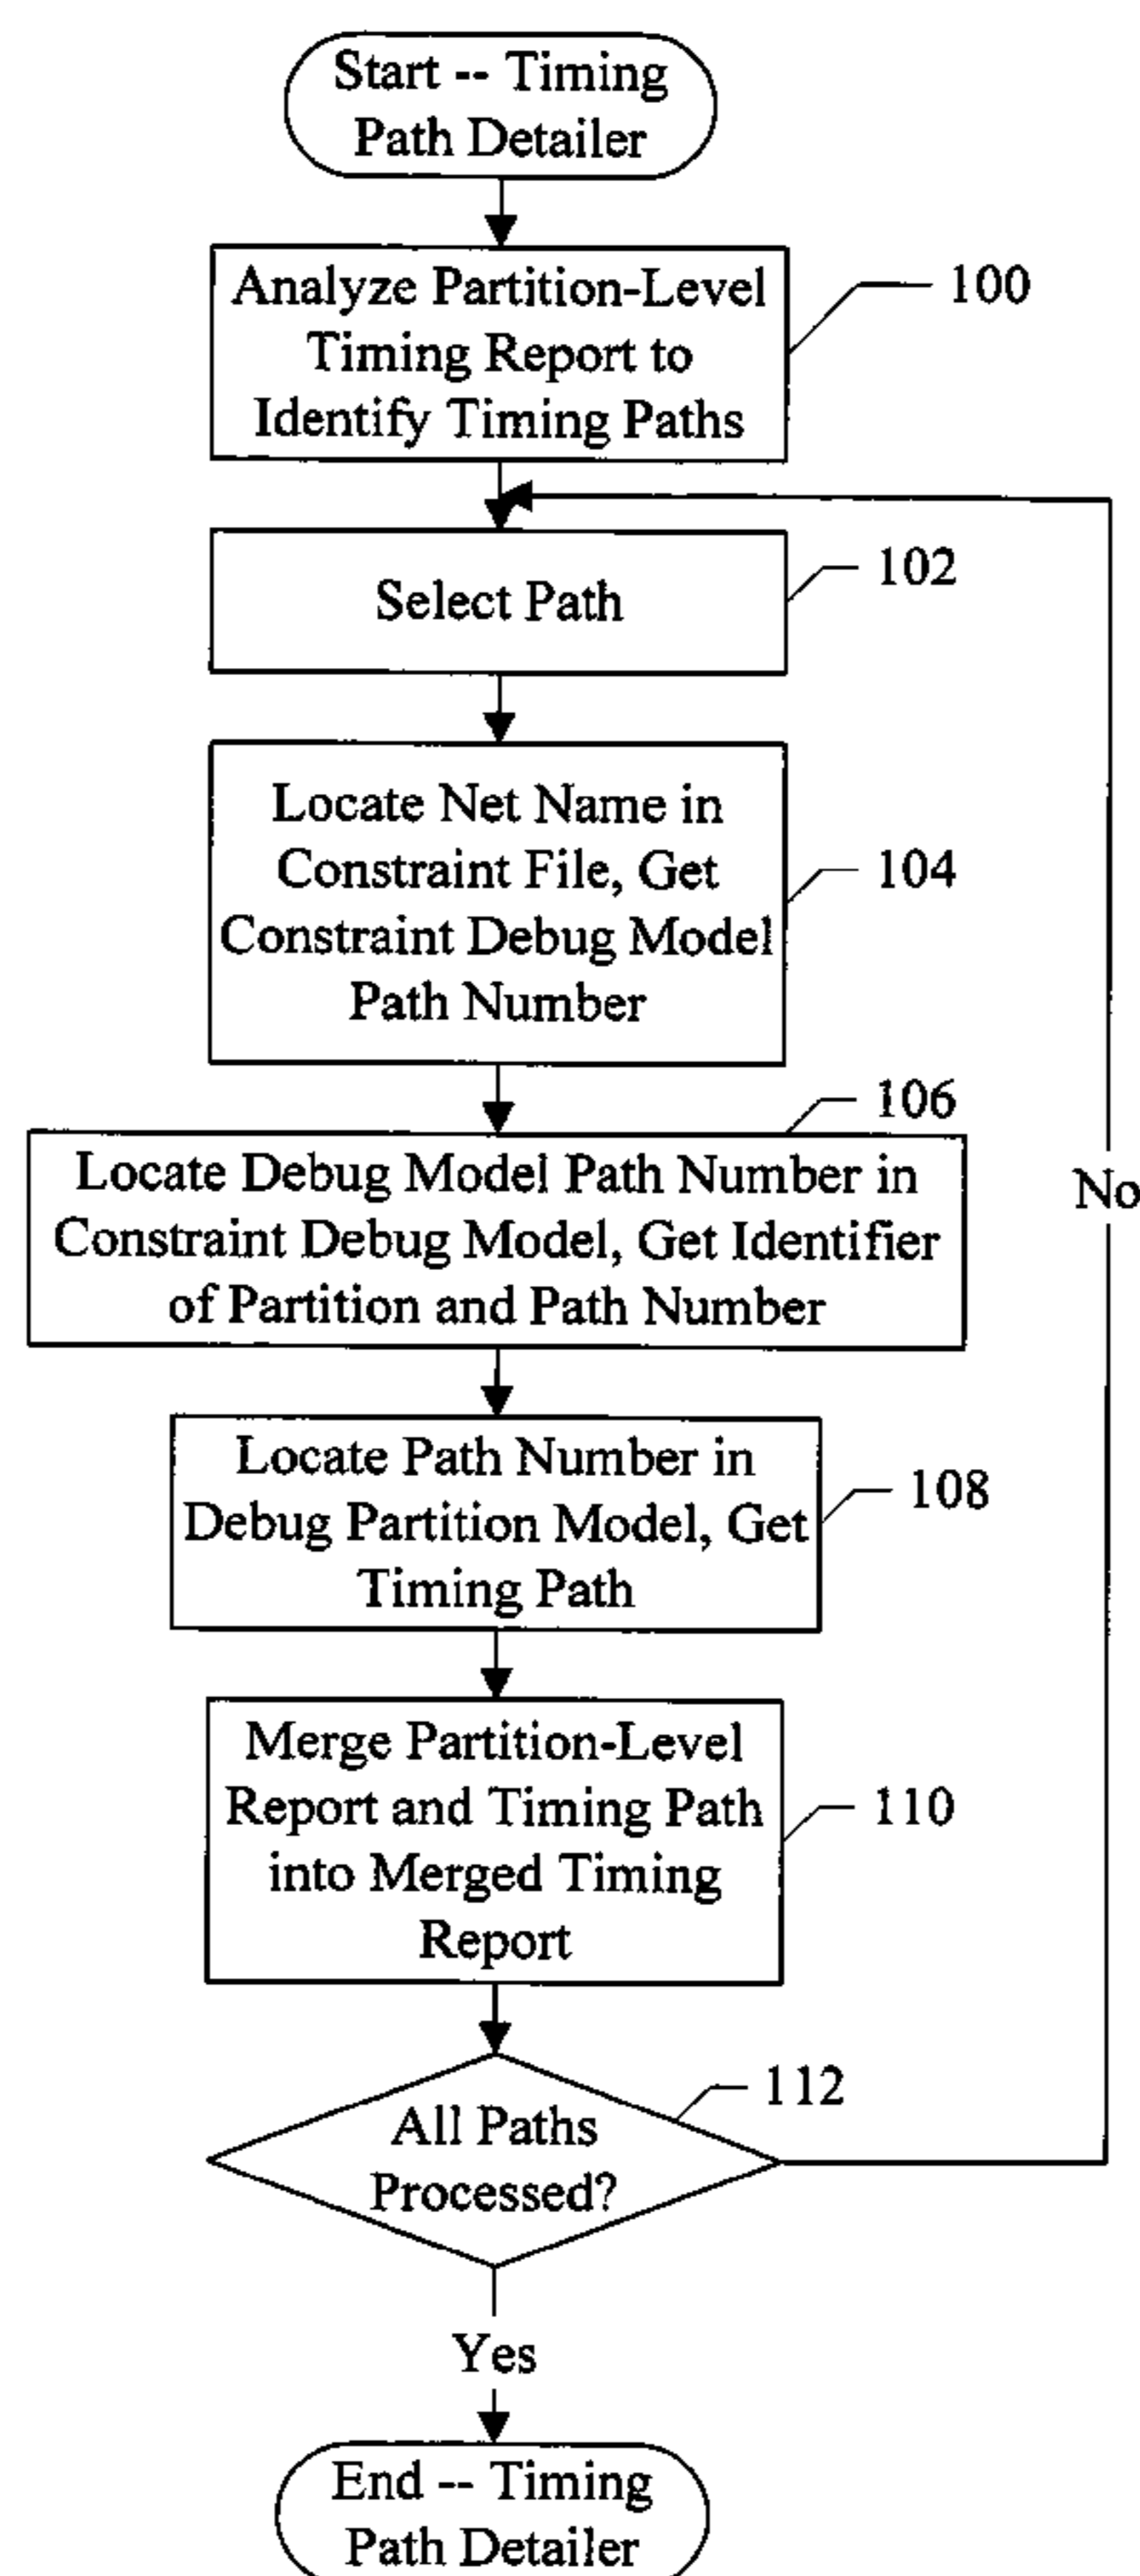 Start -- Timing
Path Detailer
Analyze Partition-Level
Timing Report to
Identify Timing Paths
100
Select Path
102
Locate Net Name in
Constraint File, Get
Constraint Debug Model
Path Number
104
106
Locate Debug Model Path Number in
Constraint Debug Model, Get Identifier
of Partition and Path Number
No
Locate Path Number in
Debug Partition Model, Get
Timing Path
108
Merge Partition-Level
Report and Timing Path
into Merged Timing
Report
110
All Paths
Processed?
112
Yes
End -- Timing
Path Detailer